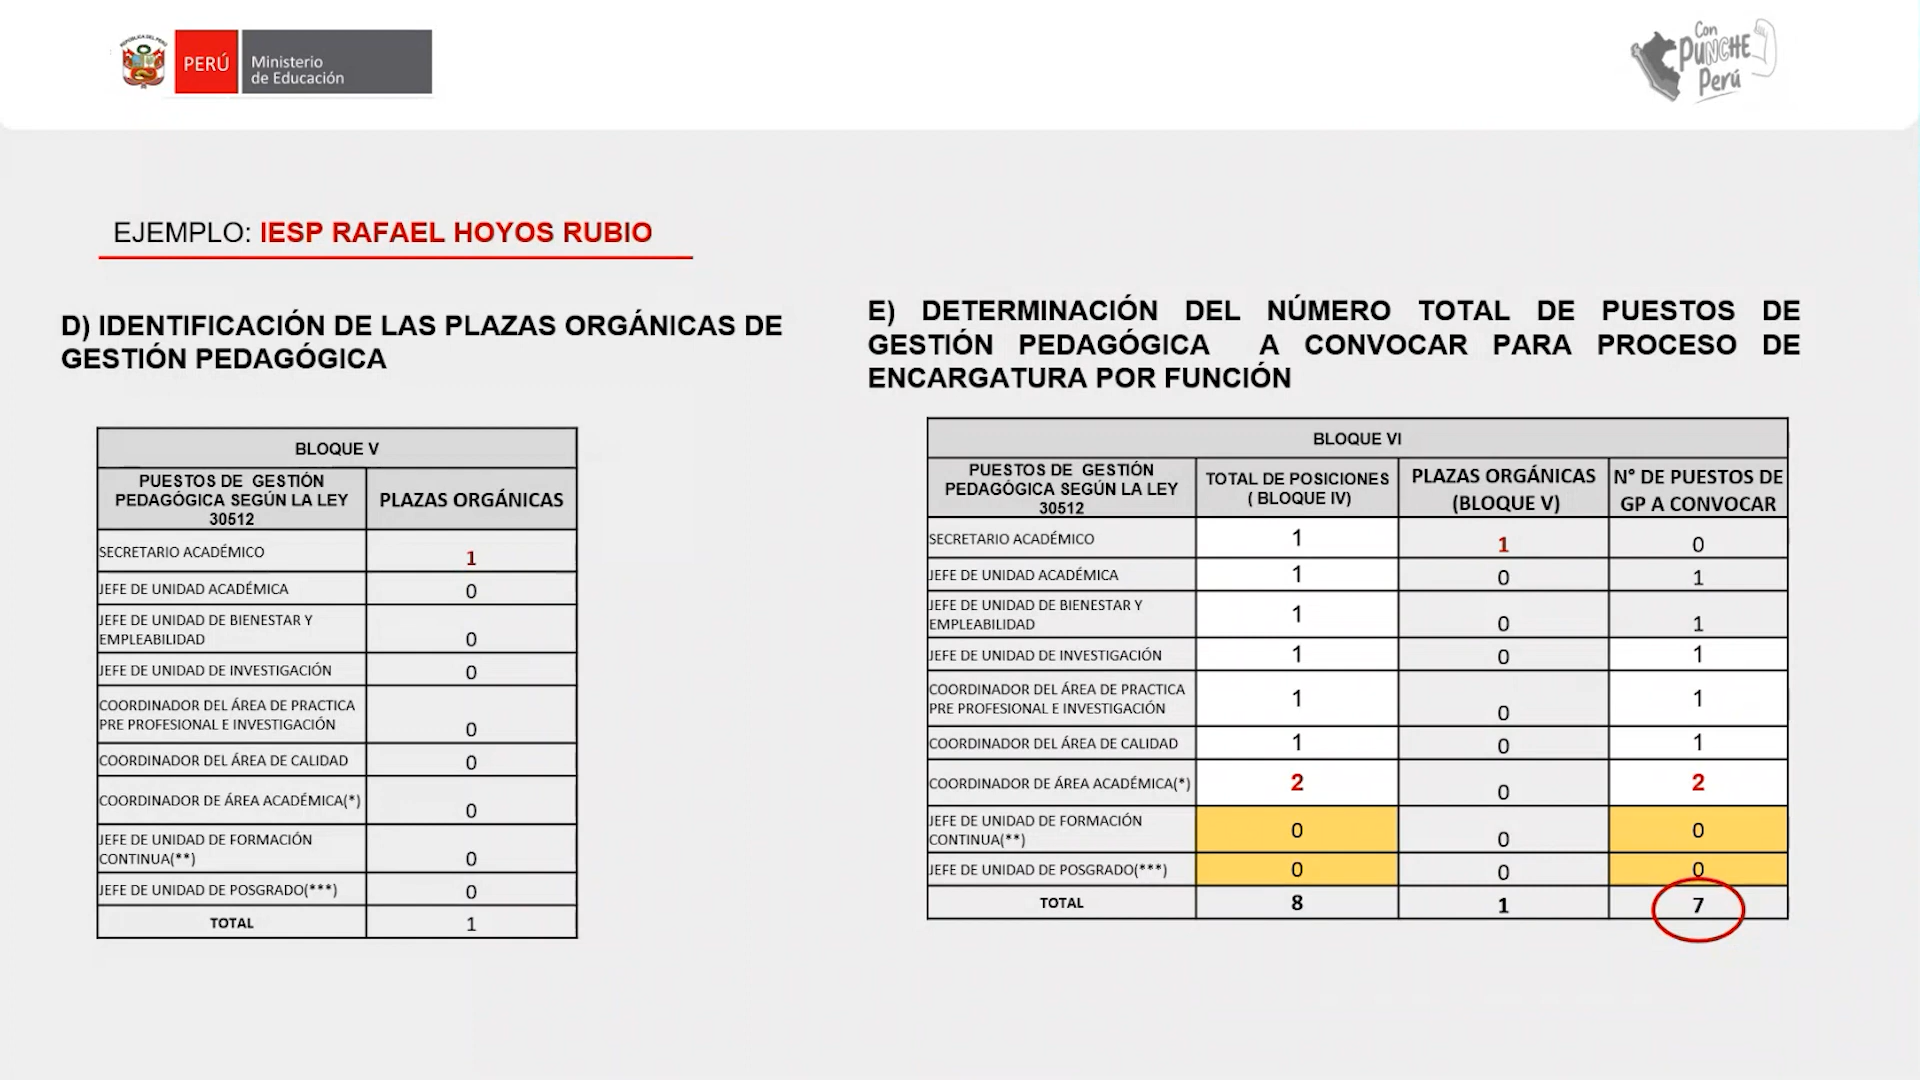 REPÚBLICA DEL PERÚ
PERÚ
Ministerio
de Educación
Con
PUNCHE
Perú
EJEMPLO: IESP RAFAEL HOYOS RUBIO
D) IDENTIFICACIÓN DE LAS PLAZAS ORGÁNICAS DE
GESTIÓN PEDAGÓGICA
BLOQUE V
PUESTOS DE GESTIÓN
PEDAGÓGICA SEGÚN LA LEY
30512
PLAZAS ORGÁNICAS
SECRETARIO ACADÉMICO 1
JEFE DE UNIDAD ACADÉMICA 0
JEFE DE UNIDAD DE BIENESTAR Y
EMPLEABILIDAD 0
JEFE DE UNIDAD DE INVESTIGACIÓN 0
COORDINADOR DEL ÁREA DE PRACTICA
PRE PROFESIONAL E INVESTIGACIÓN 0
COORDINADOR DEL ÁREA DE CALIDAD 0
COORDINADOR DE ÁREA ACADÉMICA(*) 0
JEFE DE UNIDAD DE FORMACIÓN
CONTINUA(**) 0
JEFE DE UNIDAD DE POSGRADO(***) 0
TOTAL 1
E) DETERMINACIÓN DEL NÚMERO TOTAL DE PUESTOS DE
GESTIÓN PEDAGÓGICA A CONVOCAR PARA PROCESO DE
ENCARGATURA POR FUNCIÓN
BLOQUE VI
PUESTOS DE GESTIÓN
PEDAGÓGICA SEGÚN LA LEY
30512
TOTAL DE POSICIONES
( BLOQUE IV)
PLAZAS ORGÁNICAS
(BLOQUE V)
N° DE PUESTOS DE
GP A CONVOCAR
SECRETARIO ACADÉMICO 1 1 0
JEFE DE UNIDAD ACADÉMICA 1 0 1
JEFE DE UNIDAD DE BIENESTAR Y
EMPLEABILIDAD 1 0 1
JEFE DE UNIDAD DE INVESTIGACIÓN 1 0 1
COORDINADOR DEL ÁREA DE PRACTICA
PRE PROFESIONAL E INVESTIGACIÓN 1 0 1
COORDINADOR DEL ÁREA DE CALIDAD 1 0 1
COORDINADOR DE ÁREA ACADÉMICA(*) 2 0 2
JEFE DE UNIDAD DE FORMACIÓN
CONTINUA(**) 0 0 0
JEFE DE UNIDAD DE POSGRADO(***) 0 0 0
TOTAL 8 1 7